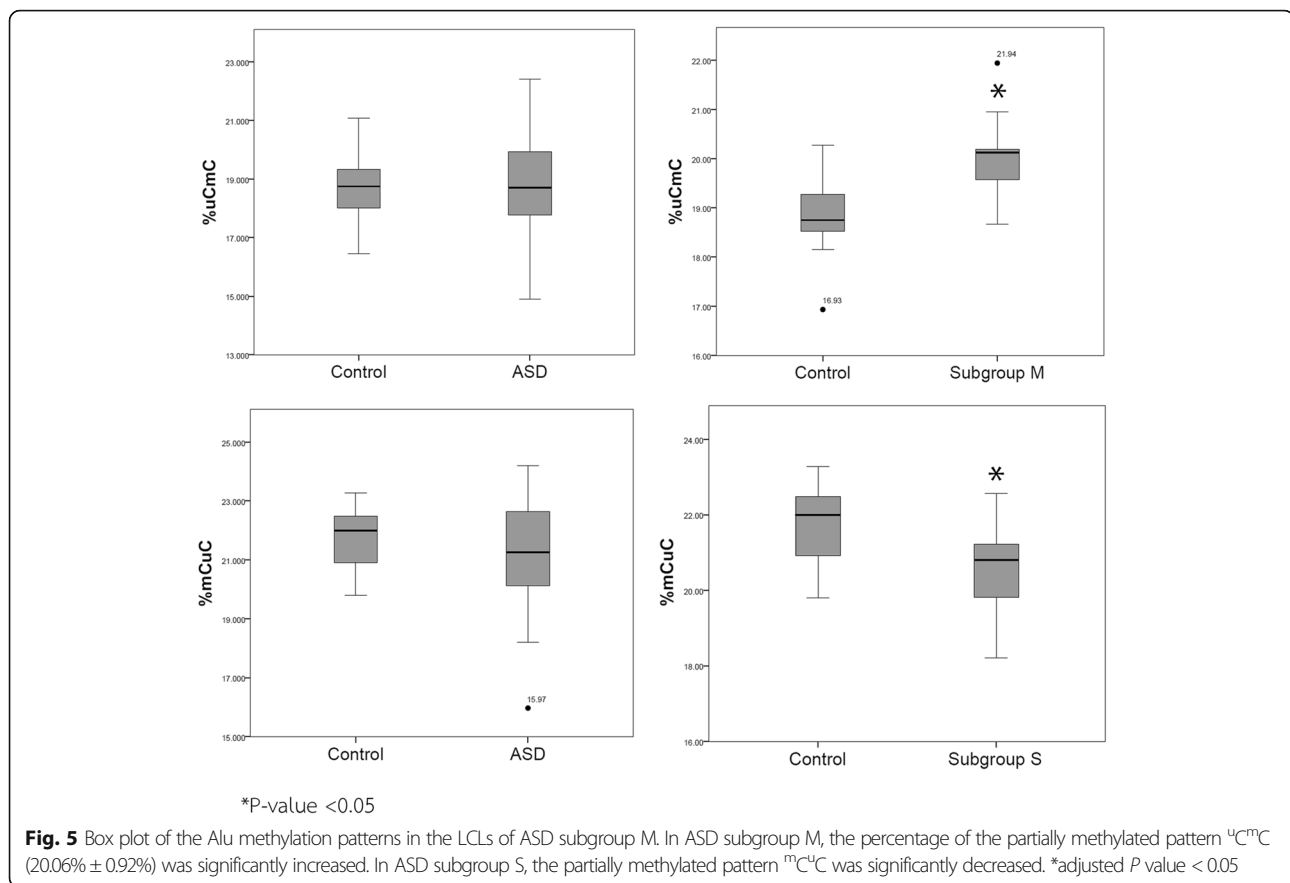 %uCmC
23.000
21.000
19.000
17.000
15.000
13.000
Control ASD
%uCmC
22.00
21.00
20.00
19.00
18.00
17.00
16.00
21.94
*
16.93
Control Subgroup M
%mCuC
25.000
23.000
21.000
19.000
17.000
15.000
15.97
Control ASD
%mCuC
24.00
22.00
20.00
18.00
16.00
*
Control Subgroup S
*P-value <0.05
Fig. 5 Box plot of the Alu methylation patterns in the LCLs of ASD subgroup M. In ASD subgroup M, the percentage of the partially methylated pattern ᵘCᵐC
(20.06% ± 0.92%) was significantly increased. In ASD subgroup S, the partially methylated pattern ᵐCᵘC was significantly decreased. *adjusted P value < 0.05